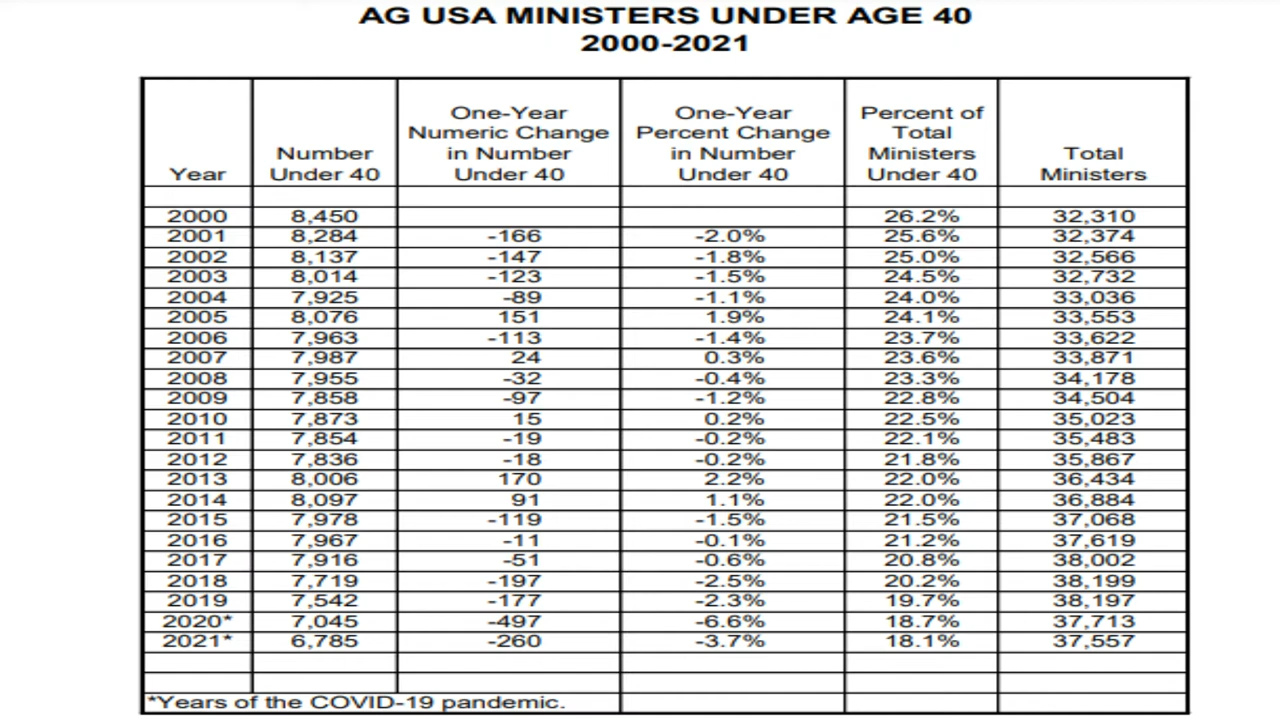 AG USA MINISTERS UNDER AGE 40
2000-2021
Year | Number Under 40 | One-Year Numeric Change in Number Under 40 | One-Year Percent Change in Number Under 40 | Percent of Total Ministers Under 40 | Total Ministers
2000 8,450 26.2% 32,310
2001 8,284 -166 -2.0% 25.6% 32,374
2002 8,137 -147 -1.8% 25.0% 32,566
2003 8,014 -123 -1.5% 24.5% 32,732
2004 7,925 -89 -1.1% 24.0% 33,036
2005 8,076 151 1.9% 24.1% 33,553
2006 7,963 -113 -1.4% 23.7% 33,622
2007 7,987 24 0.3% 23.6% 33,871
2008 7,955 -32 -0.4% 23.3% 34,178
2009 7,858 -97 -1.2% 22.8% 34,504
2010 7,873 15 0.2% 22.5% 35,023
2011 7,854 -19 -0.2% 22.1% 35,483
2012 7,836 -18 -0.2% 21.8% 35,867
2013 8,006 170 2.2% 22.0% 36,434
2014 8,097 91 1.1% 22.0% 36,884
2015 7,978 -119 -1.5% 21.5% 37,068
2016 7,967 -11 -0.1% 21.2% 37,619
2017 7,916 -51 -0.6% 20.8% 38,002
2018 7,719 -197 -2.5% 20.2% 38,199
2019 7,542 -177 -2.3% 19.7% 38,197
2020* 7,045 -497 -6.6% 18.7% 37,713
2021* 6,785 -260 -3.7% 18.1% 37,557
*Years of the COVID-19 pandemic.